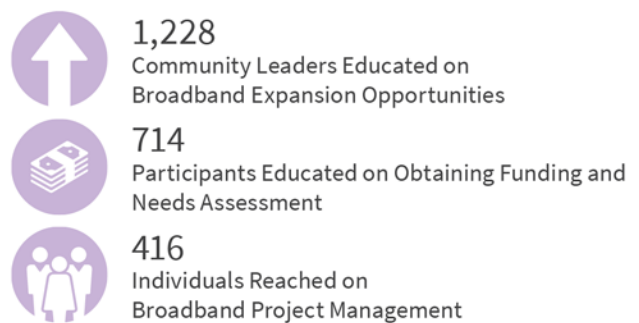 1,228
Community Leaders Educated on
Broadband Expansion Opportunities
714
Participants Educated on Obtaining Funding and
Needs Assessment
416
Individuals Reached on
Broadband Project Management